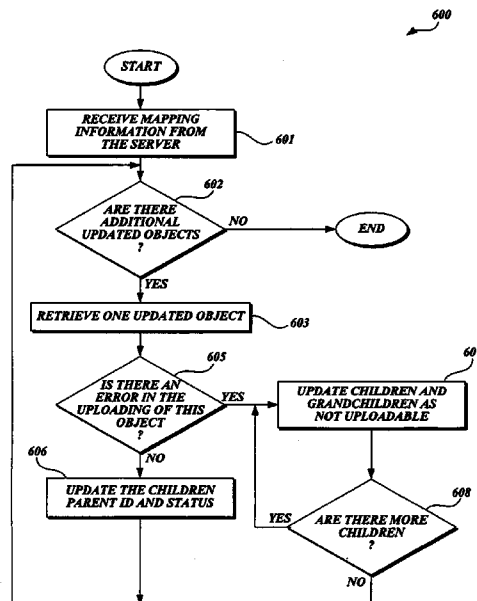 600
START
RECEIVE MAPPING
INFORMATION FROM
THE SERVER
601
602
ARE THERE
ADDITIONAL
UPDATED OBJECTS
?
NO
END
YES
RETRIEVE ONE UPDATED OBJECT
603
605
IS THERE AN
ERROR IN THE
UPLOADING OF THIS
OBJECT
?
YES
60
UPDATE CHILDREN AND
GRANDCHILDREN AS
NOT UPLOADABLE
NO
606
UPDATE THE CHILDREN
PARENT ID AND STATUS
608
YES
ARE THERE MORE
CHILDREN
?
NO